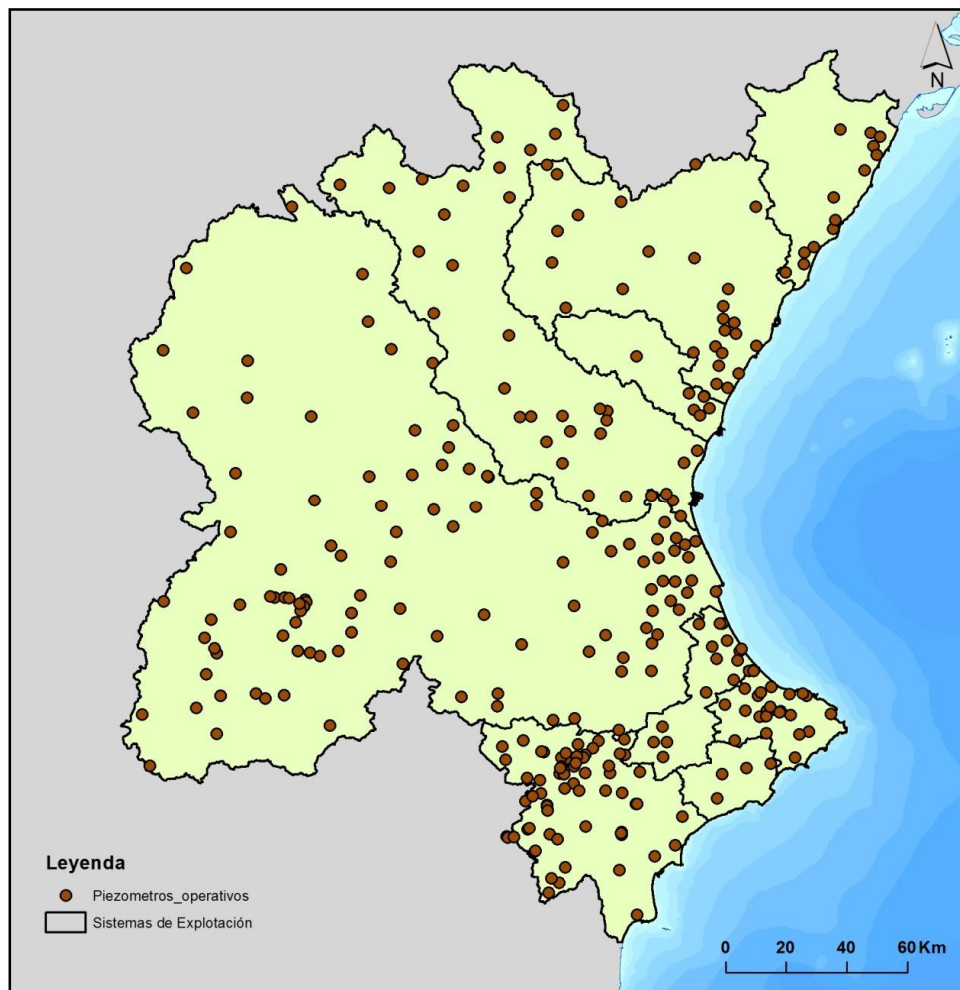 N
Leyenda
Piezometros_operativos
Sistemas de Explotación
0 20 40 60 Km